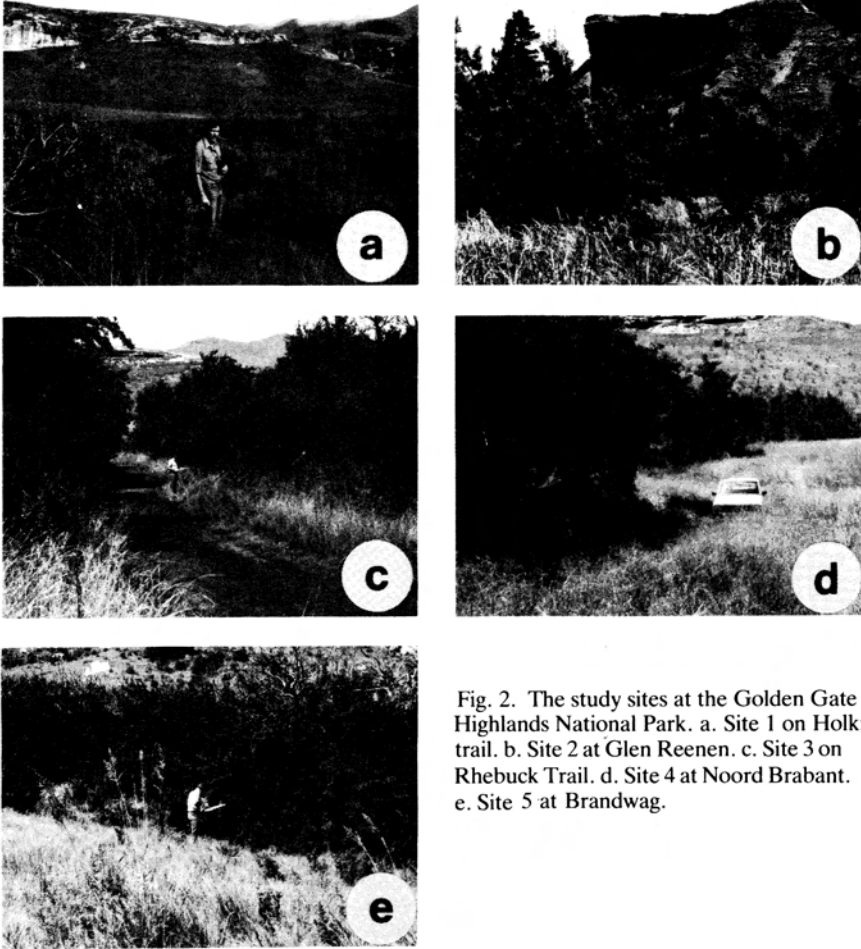 a
b
c
d
e
Fig. 2. The study sites at the Golden Gate
Highlands National Park. a. Site 1 on
trail. b. Site 2 at Glen Reenen. c. Site 3 on
Rhebuck Trail. d. Site 4 at Noord Brabant.
e. Site 5 at Brandwag.